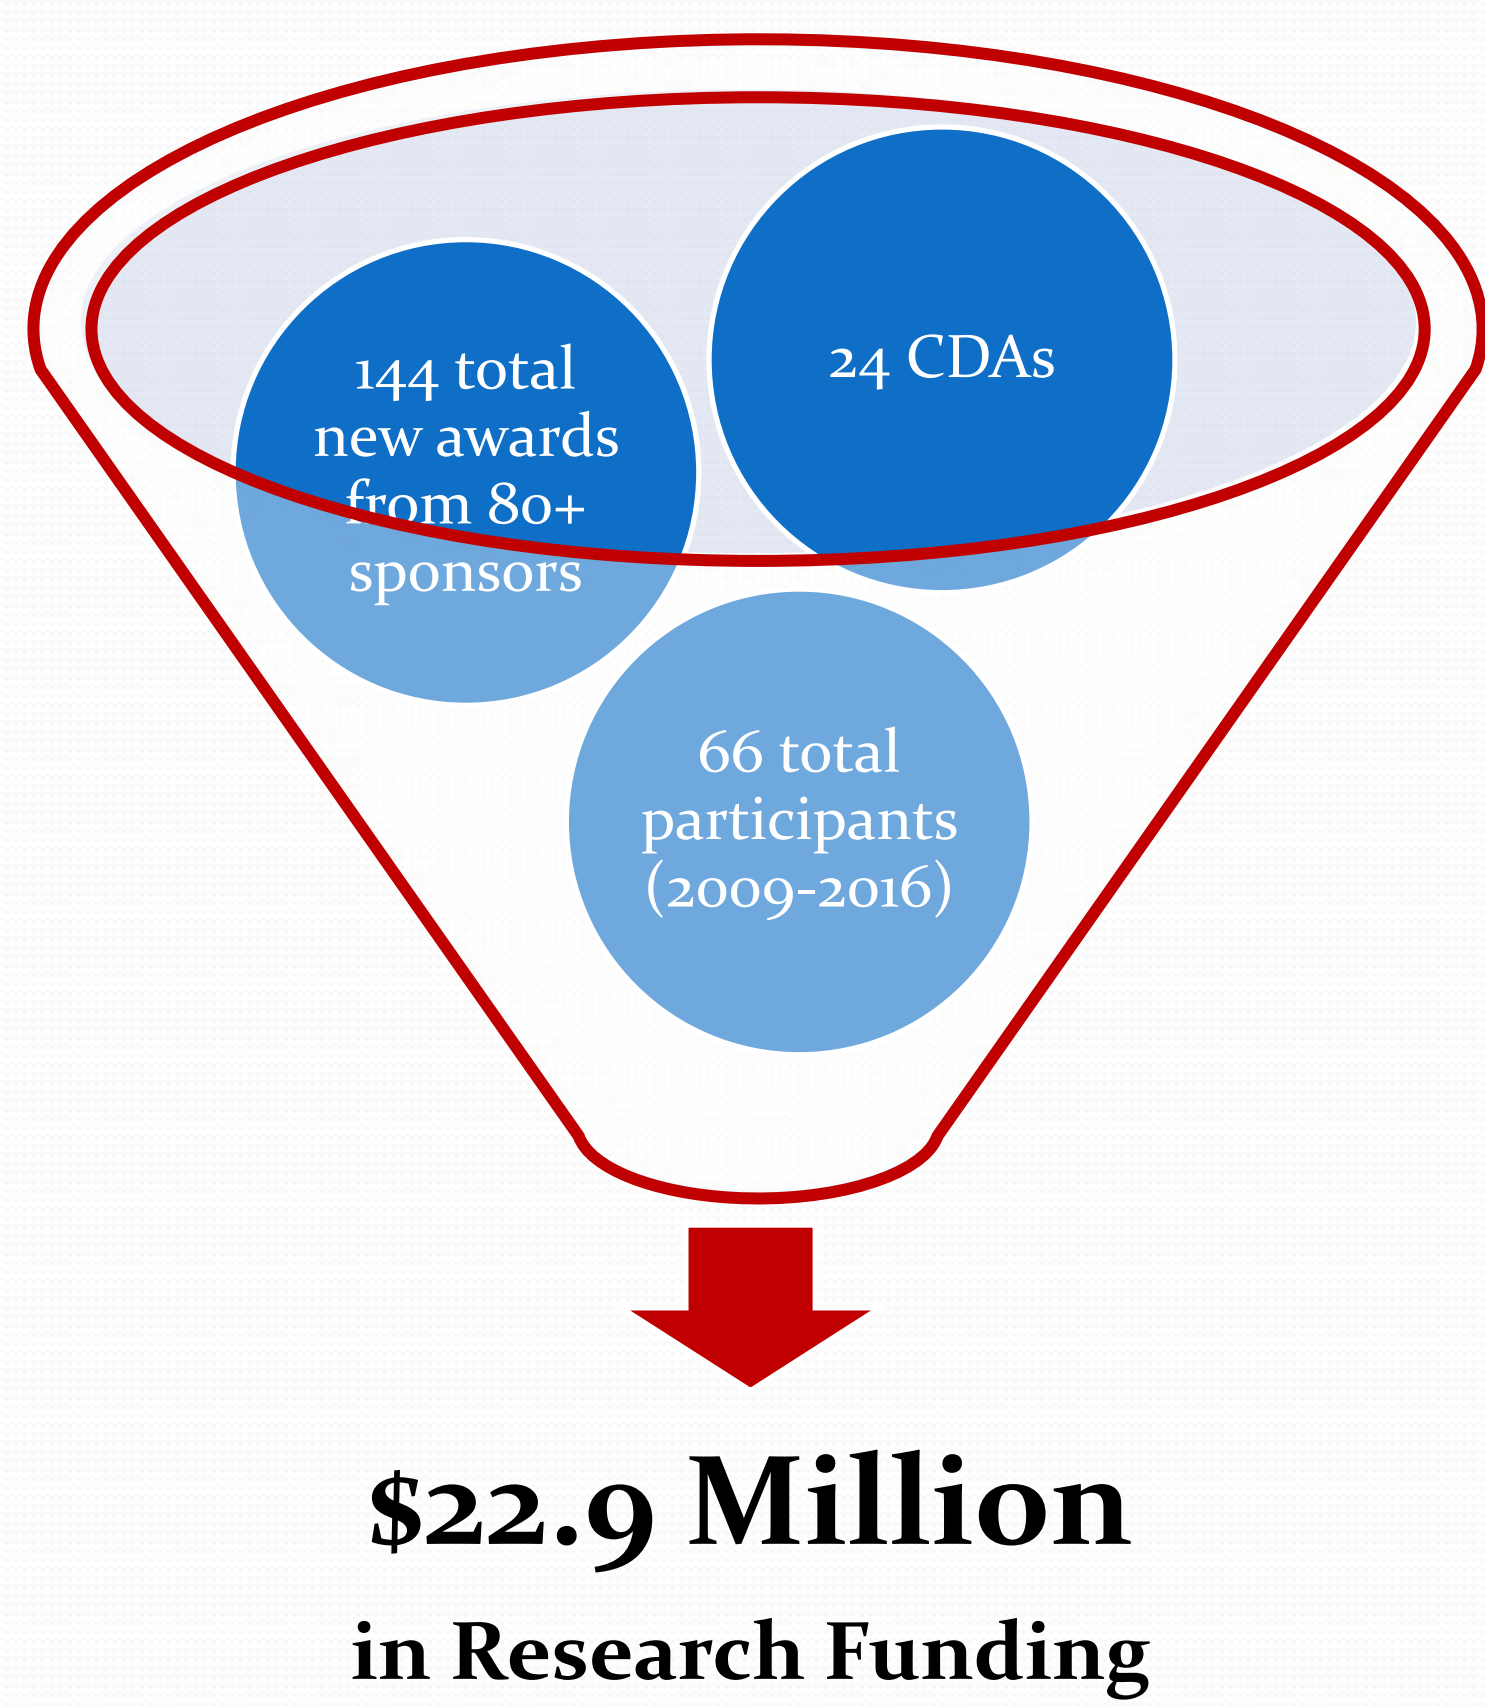 144 total
new awards
from 80+
sponsors
24 CDAs
66 total
participants
(2009-2016)
$22.9 Million
in Research Funding